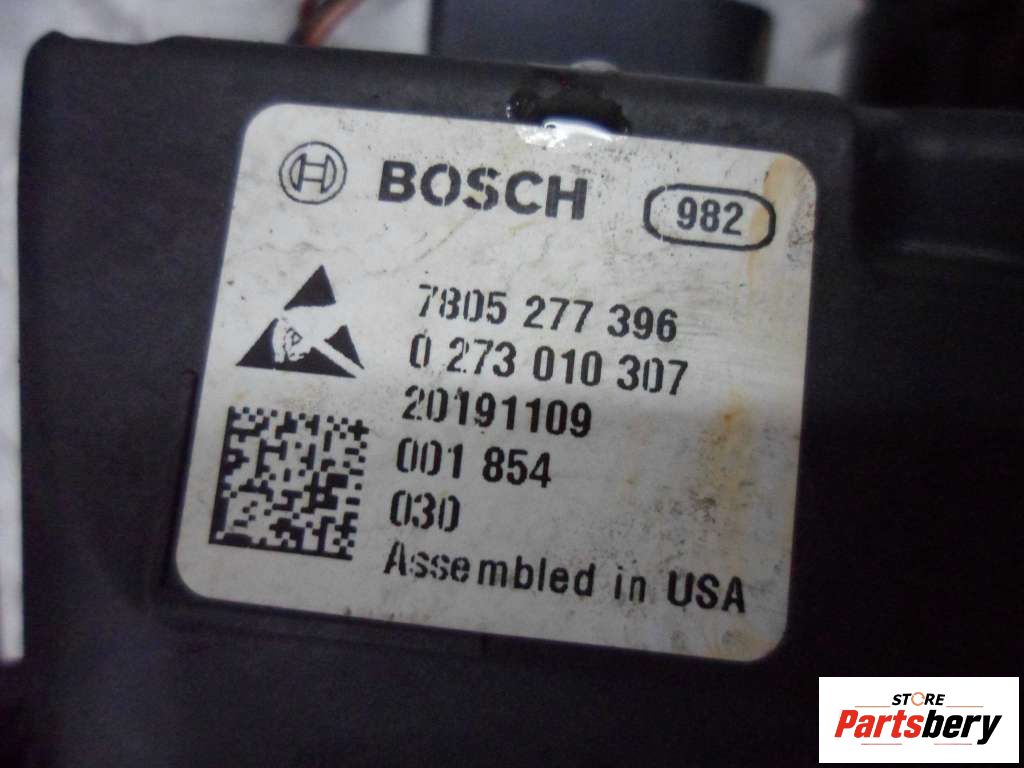 BOSCH
982
7805 277 396
0 273 010 307
20191109
001 854
030
Assembled in USA
STORE
Partsbery